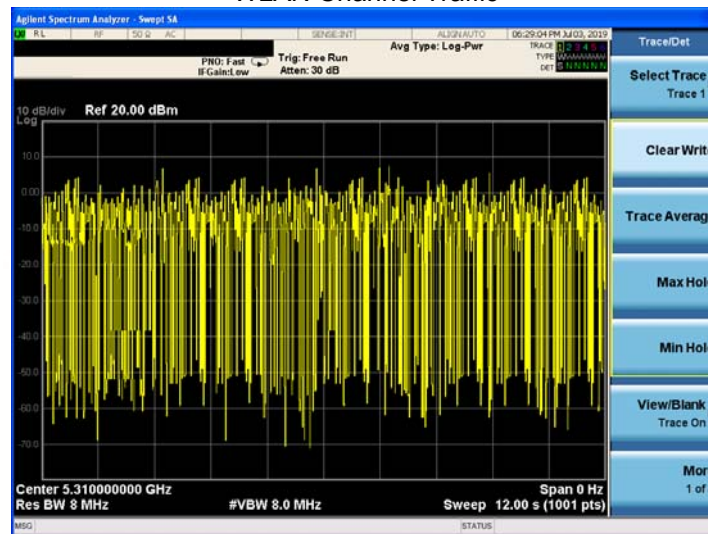 WLAN Channel Traffic
Agilent Spectrum Analyzer - Swept SA
RL RF 50 Ω AC SENSE:INT ALIGNAUTO 06:29:04 PM Jul 03, 2019
Trace/Det
Avg Type: Log-Pwr
TRACE 1 2 3 4 5 6
TYPE
DET S N N N N N
PNO: Fast
IFGain:Low
Trig: Free Run
Atten: 30 dB
Select Trace
Trace 1
10 dB/div Ref 20.00 dBm
Log
10.0
0.00
-10.0
-20.0
-30.0
-40.0
-50.0
-60.0
-70.0
Clear Writ
Trace Averag
Max Hol
Min Hol
View/Blank
Trace On
Mor
1 of
Center 5.310000000 GHz Span 0 Hz
Res BW 8 MHz #VBW 8.0 MHz Sweep 12.00 s (1001 pts)
MSG STATUS